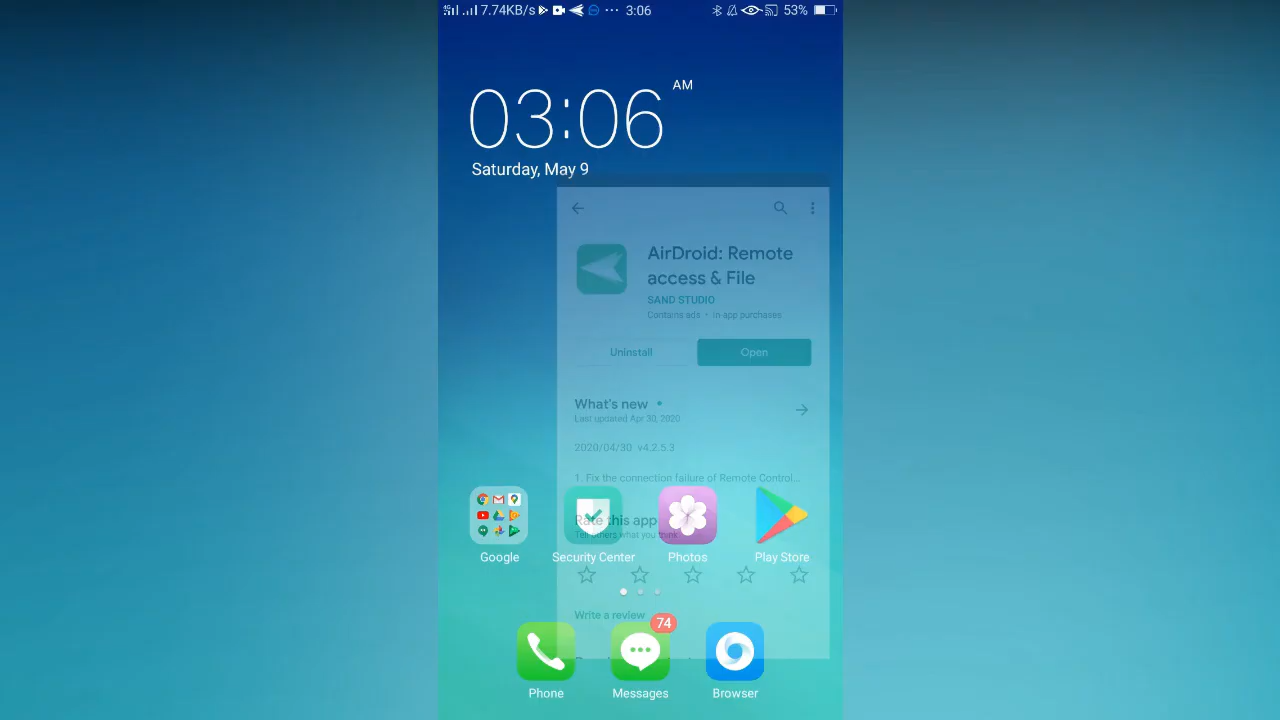 7.74KB/s ... 3:06 53%
03:06 AM
Saturday, May 9
AirDroid: Remote
access & File
SAND STUDIO
Contains ads • In-app purchases
Uninstall Open
What's new •
Last updated Apr 30, 2020
2020/04/30 v4.2.5.3
1. Fix the connection failure of Remote Control...
Rate this app
Tell others what you think
Google Security Center Photos Play Store
Write a review
74
Phone Messages Browser